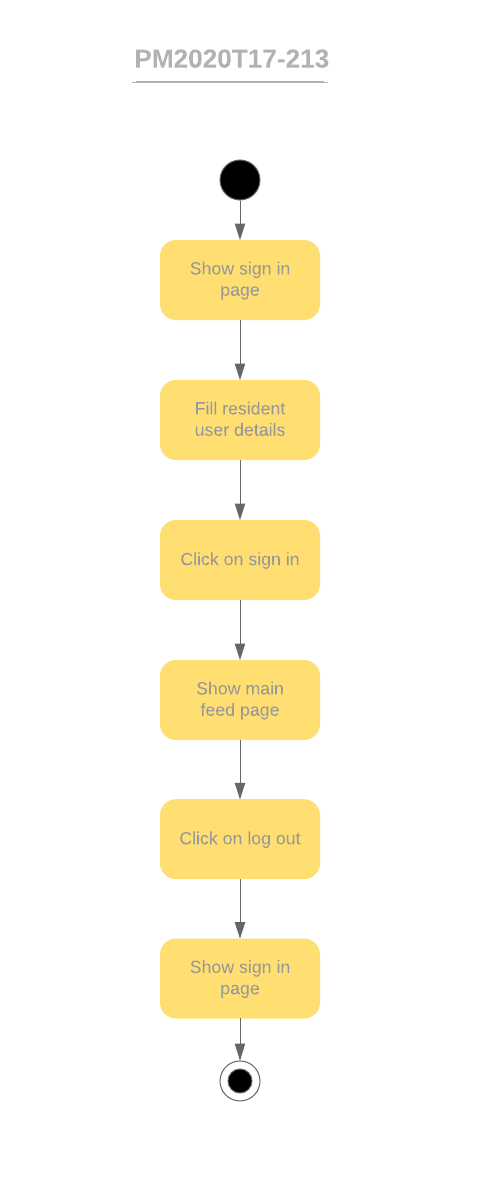 PM2020T17-213
Show sign in
page
Fill resident
user details
Click on sign in
Show main
feed page
Click on log out
Show sign in
page